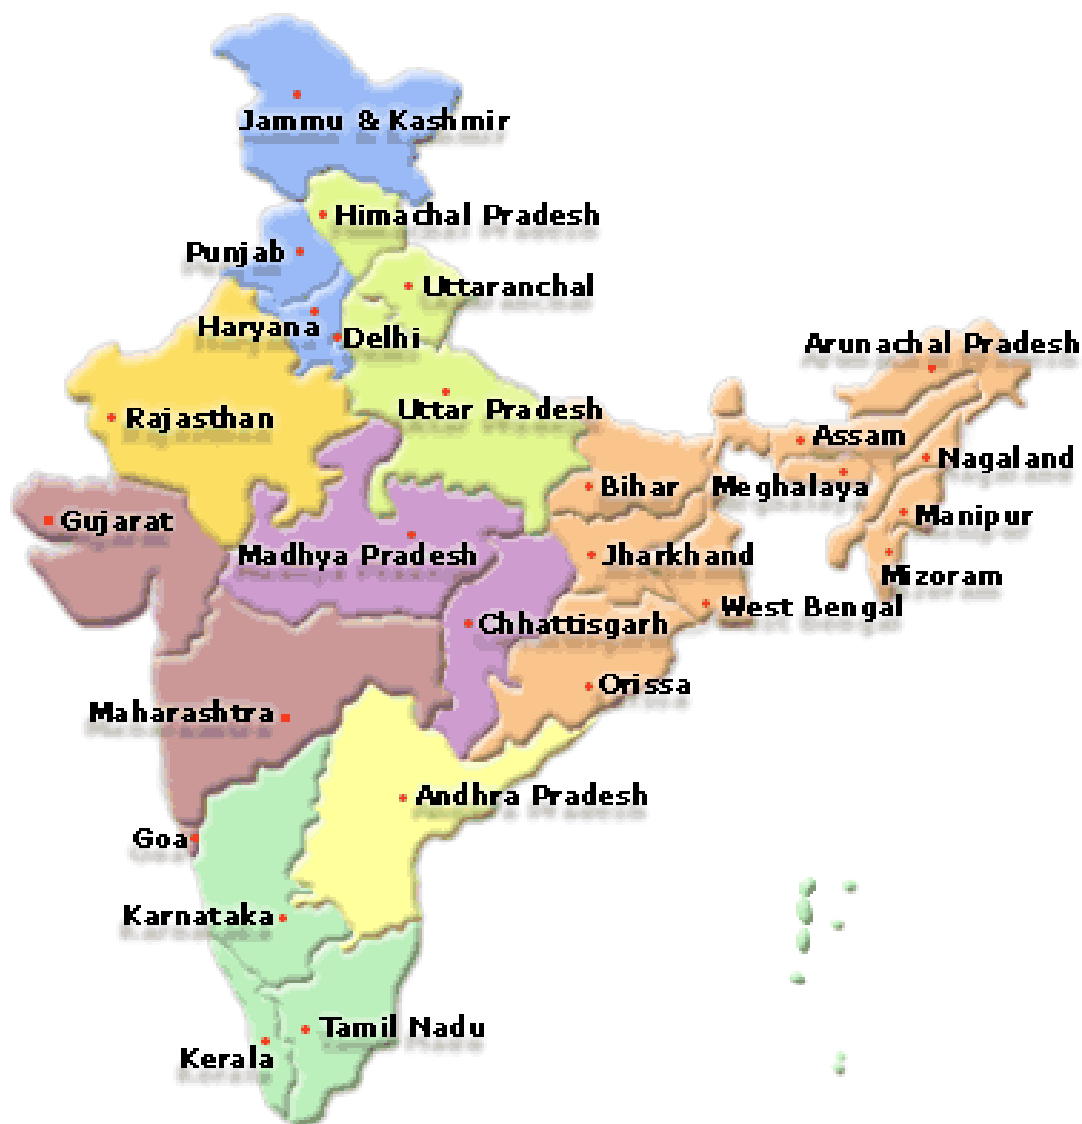 Jammu & Kashmir
Himachal Pradesh
Punjab
Uttaranchal
Haryana
Delhi
Arunachal Pradesh
Uttar Pradesh
Rajasthan
Assam
Nagaland
Bihar
Meghalaya
Manipur
Gujarat
Madhya Pradesh
Jharkhand
Mizoram
West Bengal
Chhattisgarh
Orissa
Maharashtra
Andhra Pradesh
Goa
Karnataka
Tamil Nadu
Kerala